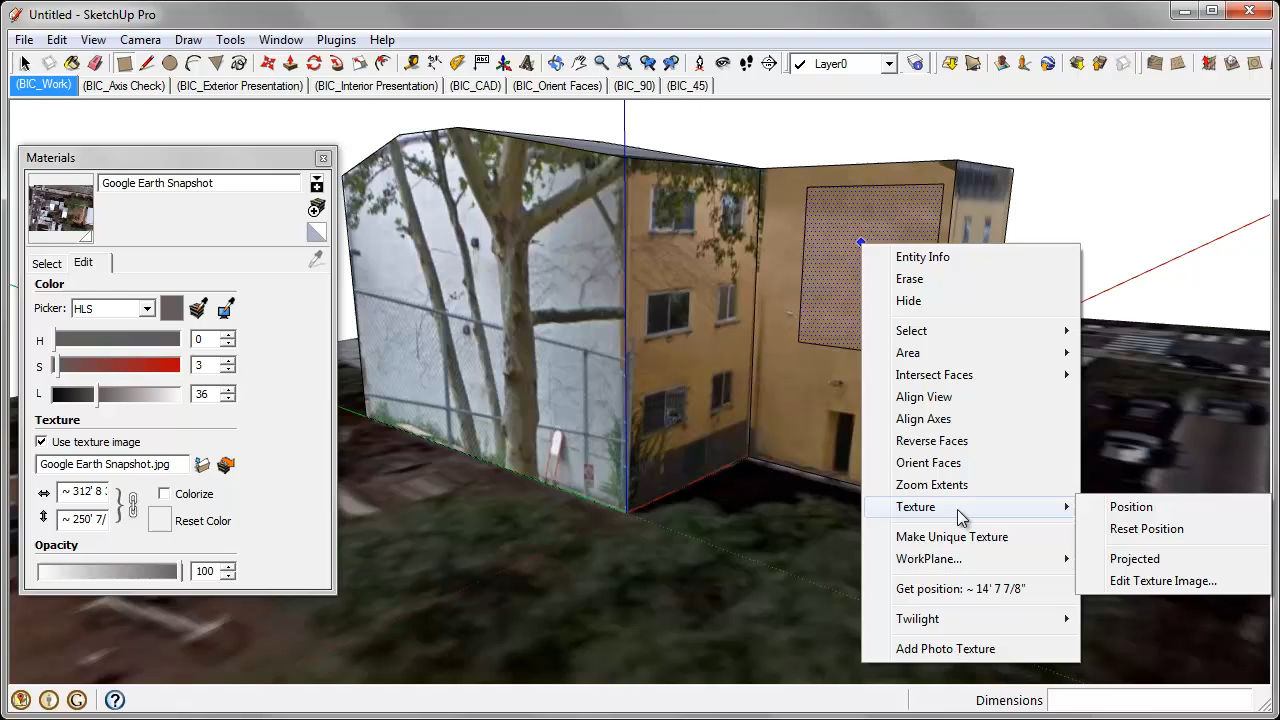 Untitled - SketchUp Pro
File Edit View Camera Draw Tools Window Plugins Help
Layer0
(BIC_Work) (BIC_Axis Check) (BIC_Exterior Presentation) (BIC_Interior Presentation) (BIC_CAD) (BIC_Orient Faces) (BIC_90) (BIC_45)
Materials
Google Earth Snapshot
Select Edit
Color
Picker: HLS
H 0
S 3
L 36
Texture
Use texture image
Google Earth Snapshot.jpg
~ 312' 8 Colorize
~ 250' 7/ Reset Color
Opacity
100
Entity Info
Erase
Hide
Select
Area
Intersect Faces
Align View
Align Axes
Reverse Faces
Orient Faces
Zoom Extents
Texture
Make Unique Texture
WorkPlane...
Get position: ~ 14' 7 7/8"
Twilight
Add Photo Texture
Position
Reset Position
Projected
Edit Texture Image...
Dimensions